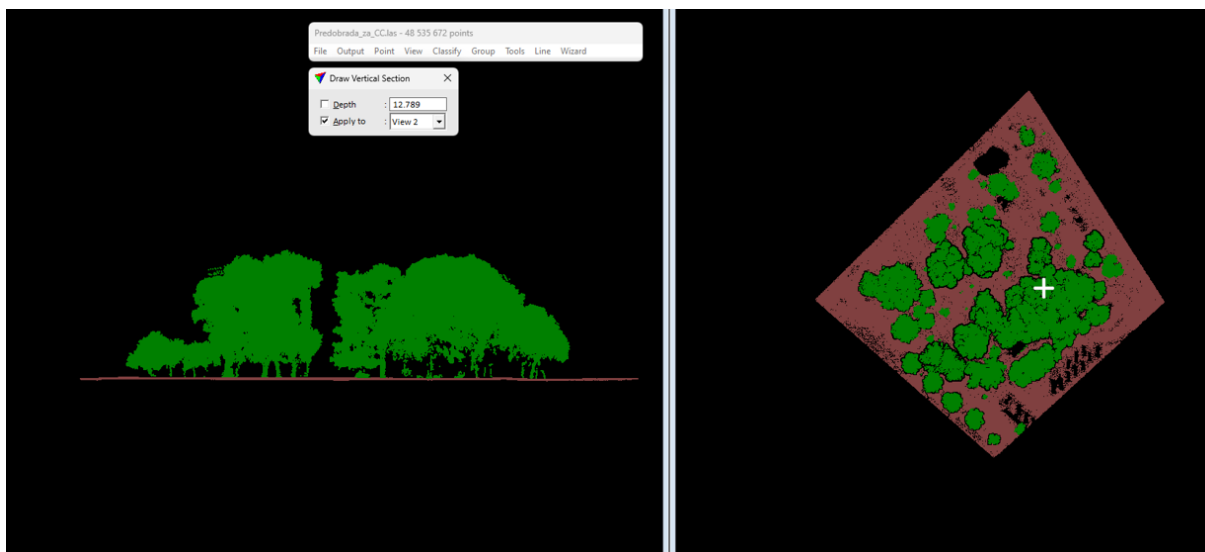 Predobrada_za_CC.las - 48 535 672 points
File Output Point View Classify Group Tools Line Wizard
Draw Vertical Section
Depth : 12.789
Apply to : View 2